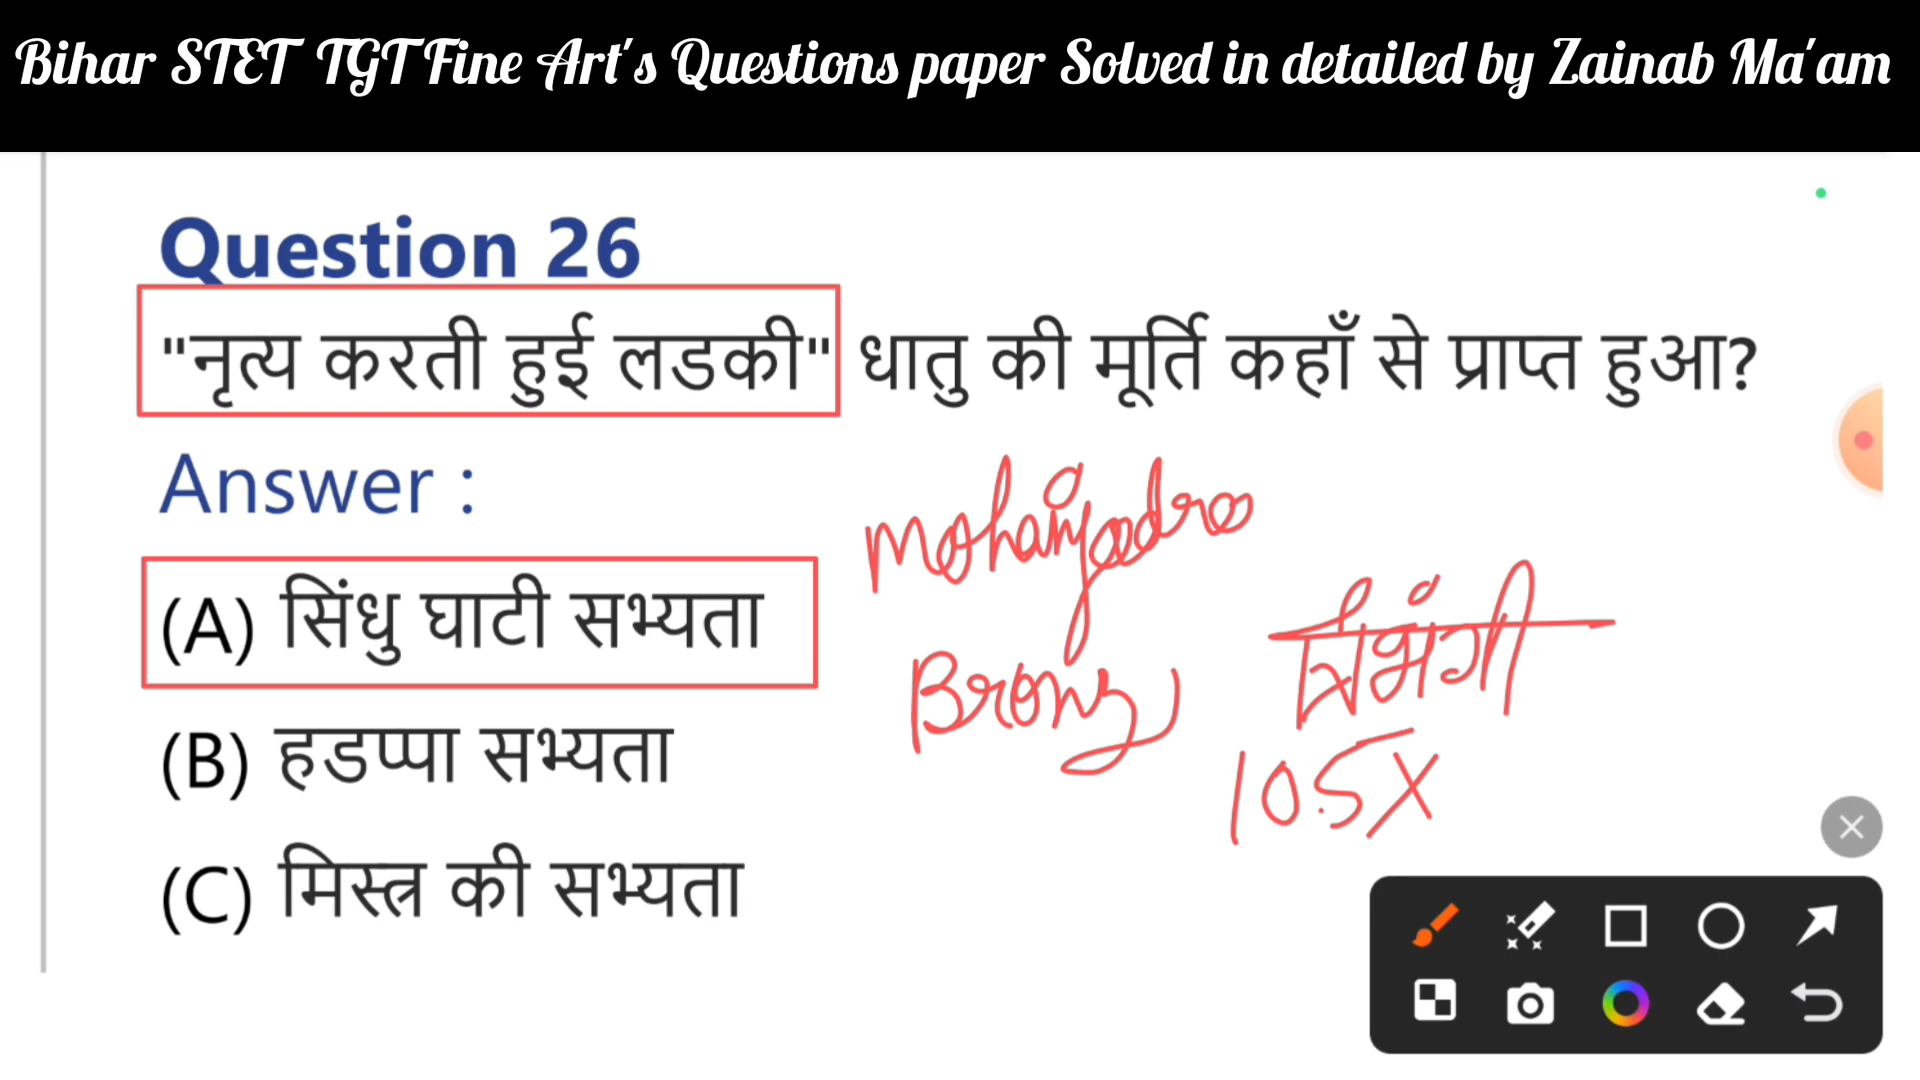 Bihar STET TGT Fine Art's Questions paper Solved in detailed by Zainab Ma'am
Question 26
"नृत्य करती हुई लडकी" धातु की मूर्ति कहाँ से प्राप्त हुआ?
Answer :
(A) सिंधु घाटी सभ्यता
(B) हडप्पा सभ्यता
(C) मिस्त्र की सभ्यता
Bronz
त्रिभंगी
10.5X